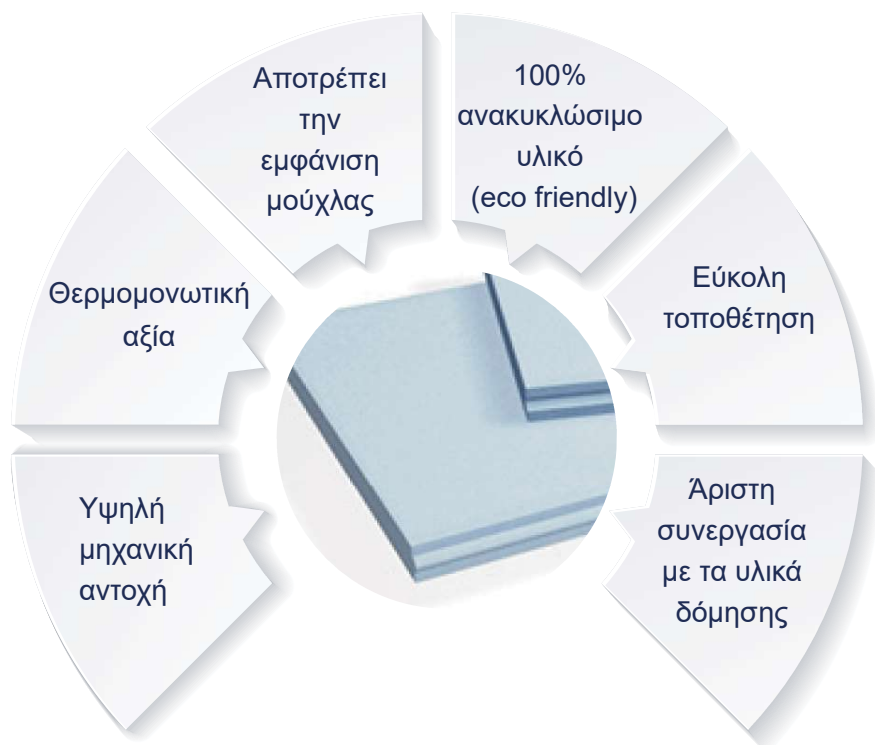 Αποτρέπει
την
εμφάνιση
μούχλας
100%
ανακυκλώσιμο
υλικό
(eco friendly)
Θερμομονωτική
αξία
Εύκολη
τοποθέτηση
Υψηλή
μηχανική
αντοχή
Άριστη
συνεργασία
με τα υλικά
δόμησης